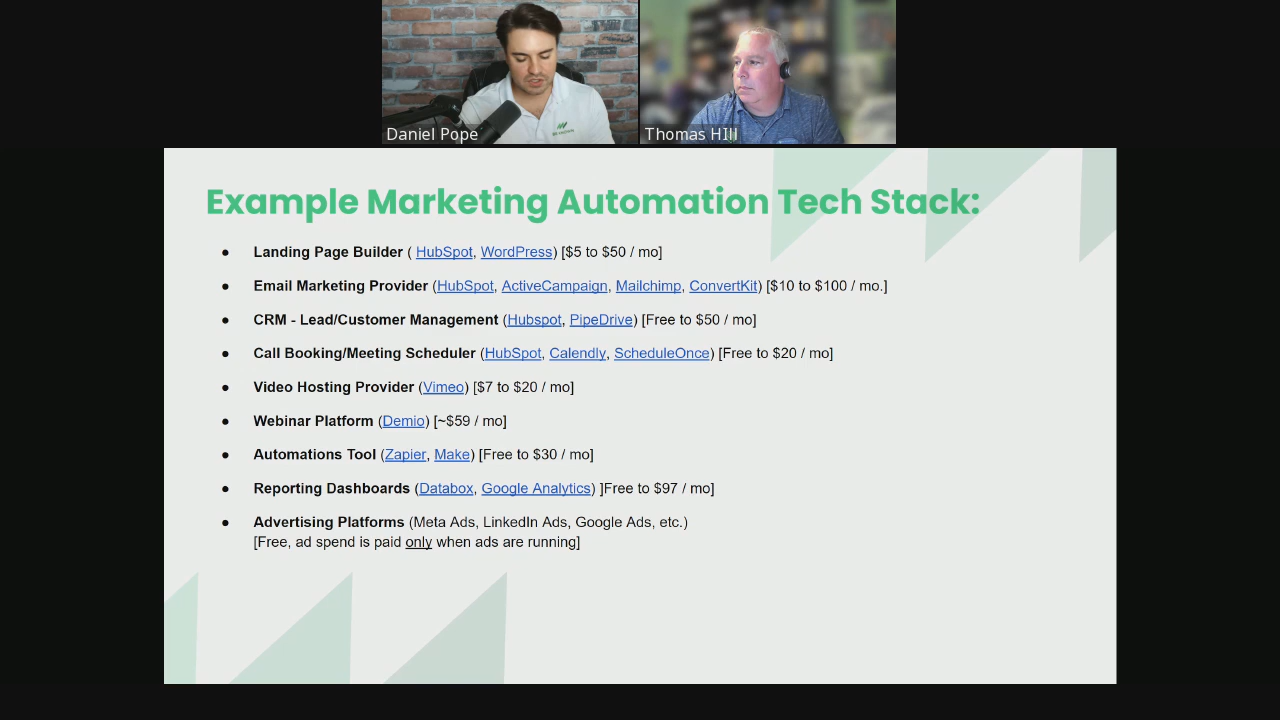 Daniel Pope
Thomas HIll
Example Marketing Automation Tech Stack:
● Landing Page Builder ( HubSpot, WordPress) [$5 to $50 / mo]
● Email Marketing Provider (HubSpot, ActiveCampaign, Mailchimp, ConvertKit) [$10 to $100 / mo.]
● CRM - Lead/Customer Management (Hubspot, PipeDrive) [Free to $50 / mo]
● Call Booking/Meeting Scheduler (HubSpot, Calendly, ScheduleOnce) [Free to $20 / mo]
● Video Hosting Provider (Vimeo) [$7 to $20 / mo]
● Webinar Platform (Demio) [~$59 / mo]
● Automations Tool (Zapier, Make) [Free to $30 / mo]
● Reporting Dashboards (Databox, Google Analytics) ]Free to $97 / mo]
● Advertising Platforms (Meta Ads, LinkedIn Ads, Google Ads, etc.)
[Free, ad spend is paid only when ads are running]